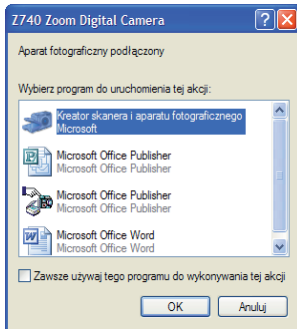 Z740 Zoom Digital Camera
Aparat fotograficzny podłączony
Wybierz program do uruchomienia tej akcji:
Kreator skanera i aparatu fotograficznego
Microsoft
Microsoft Office Publisher
Microsoft Office Publisher
Microsoft Office Publisher
Microsoft Office Publisher
Microsoft Office Word
Microsoft Office Word
Zawsze używaj tego programu do wykonywania tej akcji
OK
Anuluj